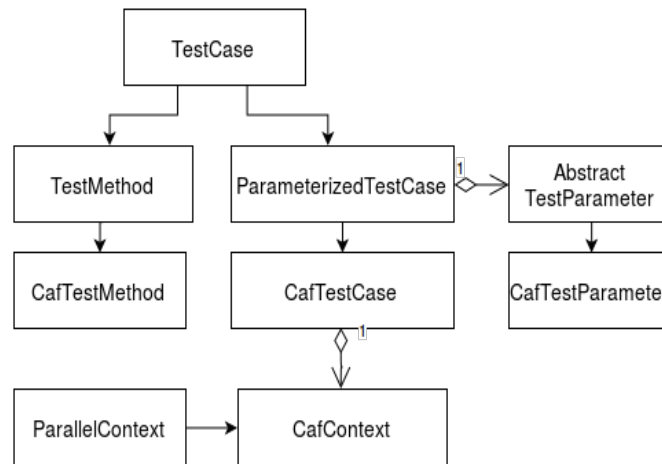 TestCase
TestMethod
ParameterizedTestCase
1
Abstract
TestParameter
CafTestMethod
CafTestCase
CafTestParamete
1
ParallelContext
CafContext